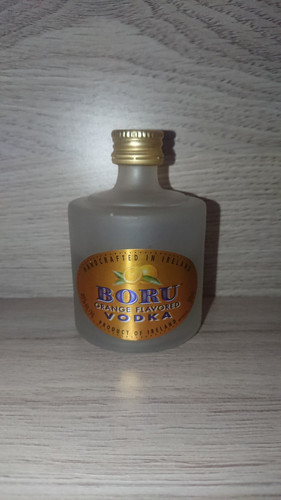 HANDCRAFTED IN IRELAND
BORU
ORANGE FLAVORED
VODKA
PRODUCT OF IRELAND